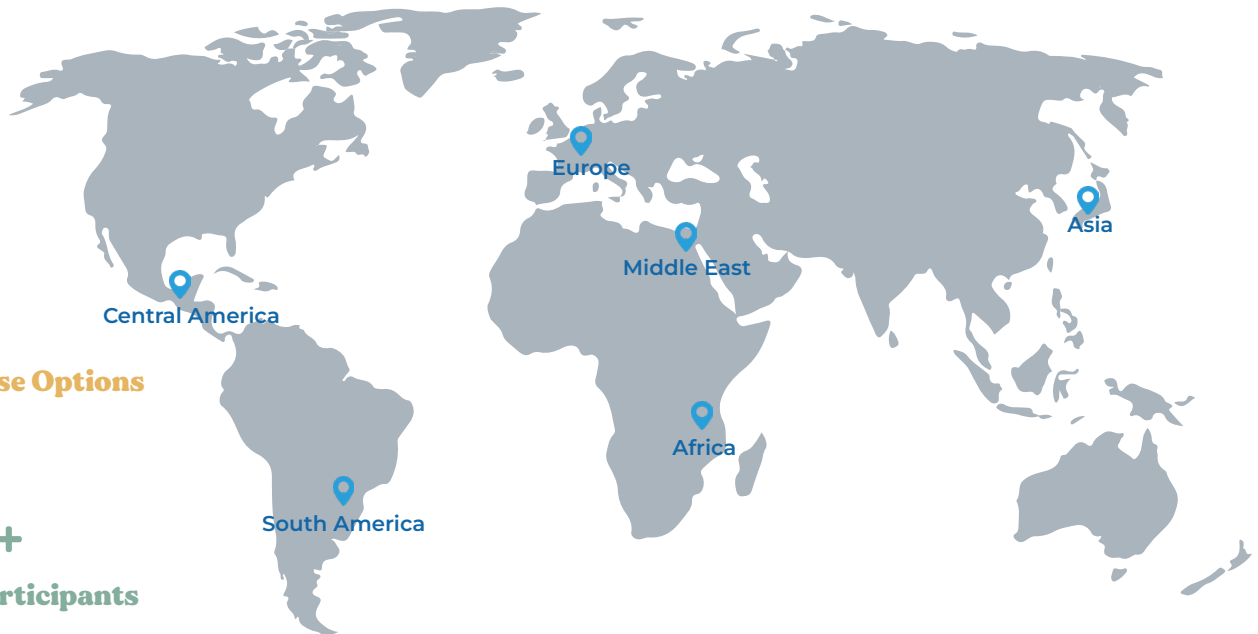 Europe
Asia
Middle East
Central America
se Options
Africa
South America
+
rticipants